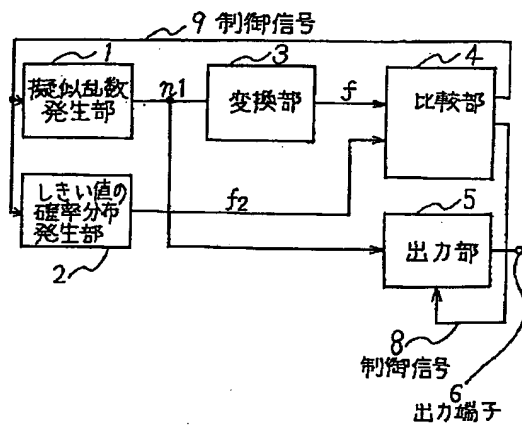 9 制御信号
1
擬似乱数
発生部
n1
3
変換部
f
4
比較部
しきい値の
確率分布
発生部
2
f2
5
出力部
8
制御信号
6
出力端子